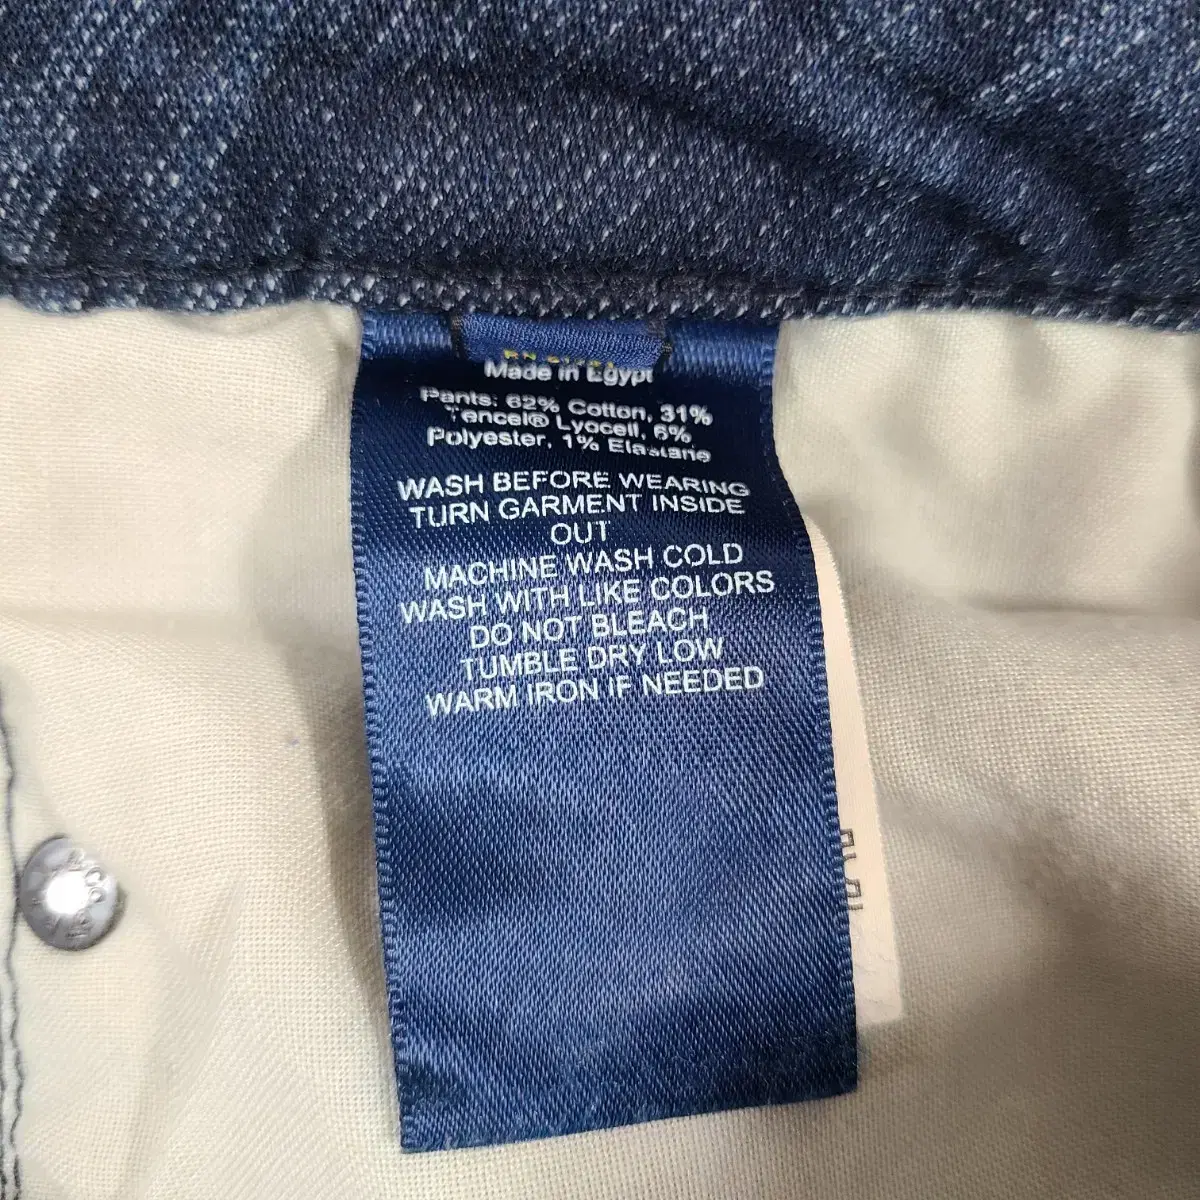 Made in Egypt
Pants: 62% Cotton, 31%
Tencel® Lyocell, 6%
Polyester, 1% Elastane
WASH BEFORE WEARING
TURN GARMENT INSIDE
OUT
MACHINE WASH COLD
WASH WITH LIKE COLORS
DO NOT BLEACH
TUMBLE DRY LOW
WARM IRON IF NEEDED